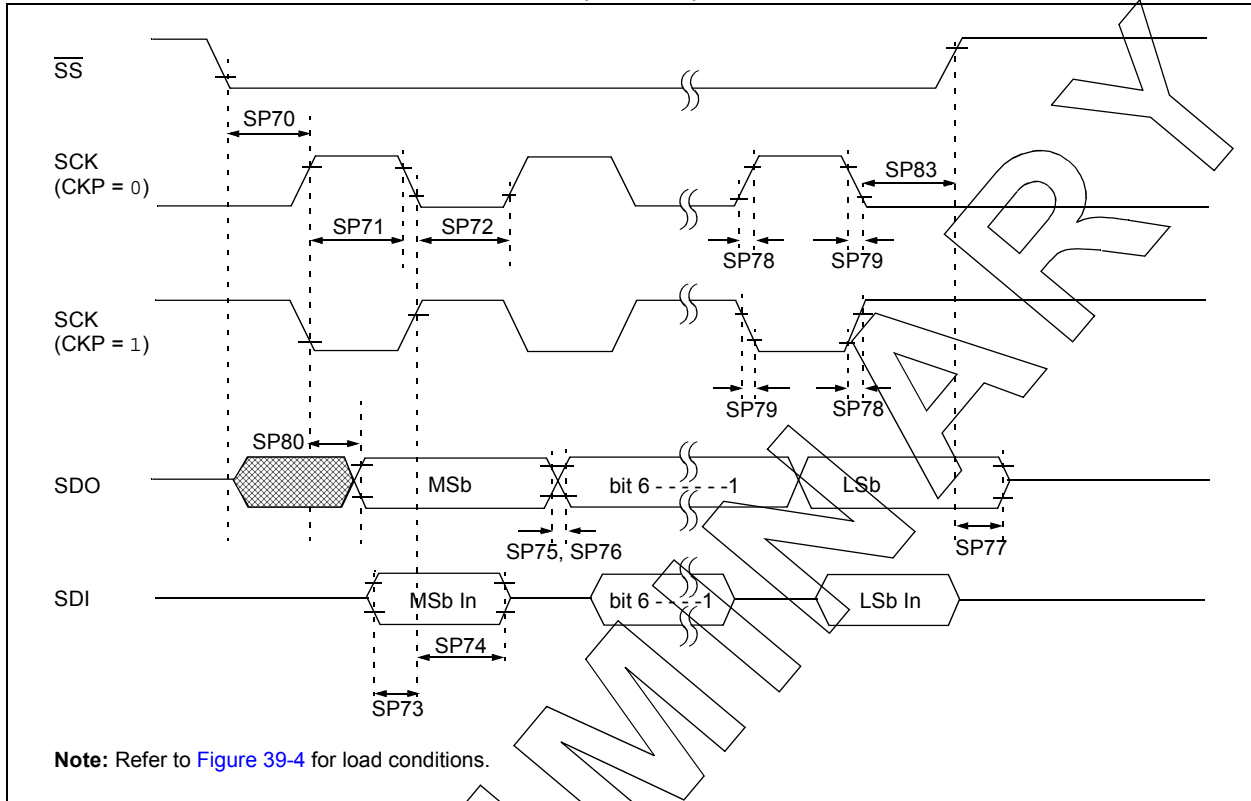 SS
SP70
SCK
(CKP = 0)
SP83
SP71
SP72
SP78
SP79
SCK
(CKP = 1)
SP79
SP78
SP80
SDO
MSb
bit 6 - - - - - -1
LSb
SP75, SP76
SP77
SDI
MSb In
bit 6 - - - -1
LSb In
SP74
SP73
Note: Refer to Figure 39-4 for load conditions.
MINARY